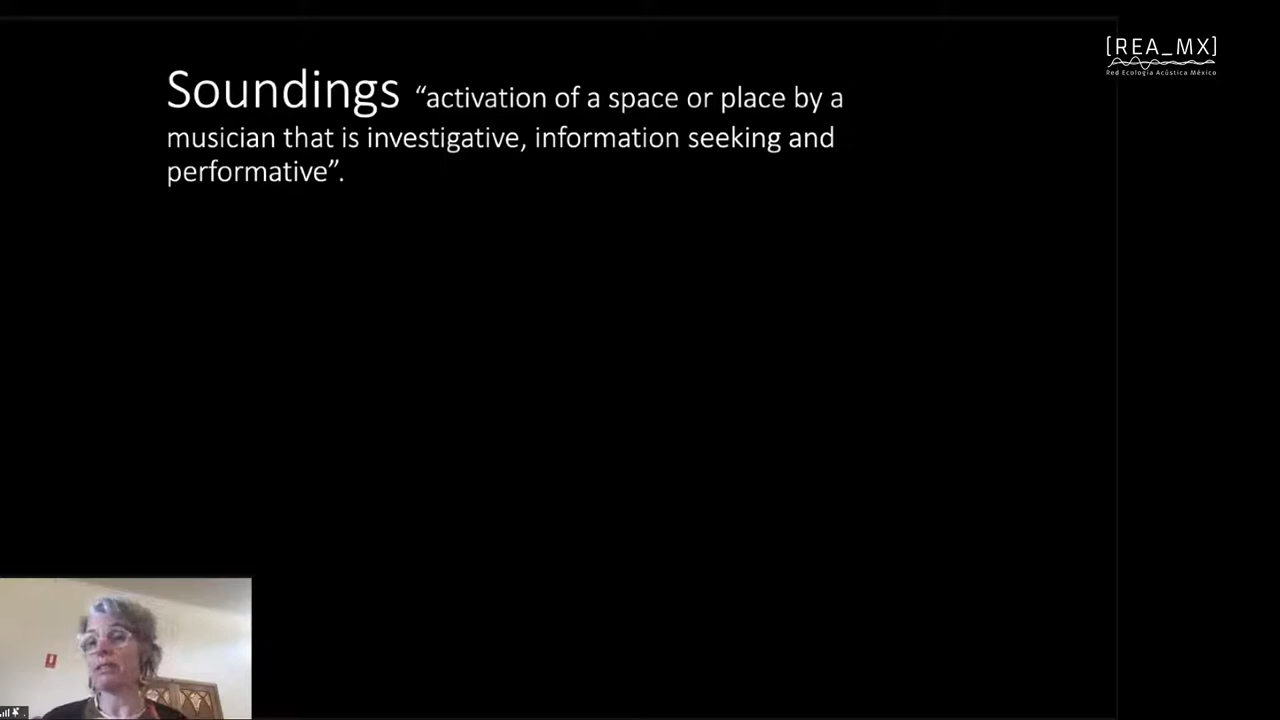 [REA_MX]
Red Ecología Acústica México
Soundings “activation of a space or place by a
musician that is investigative, information seeking and
performative”.